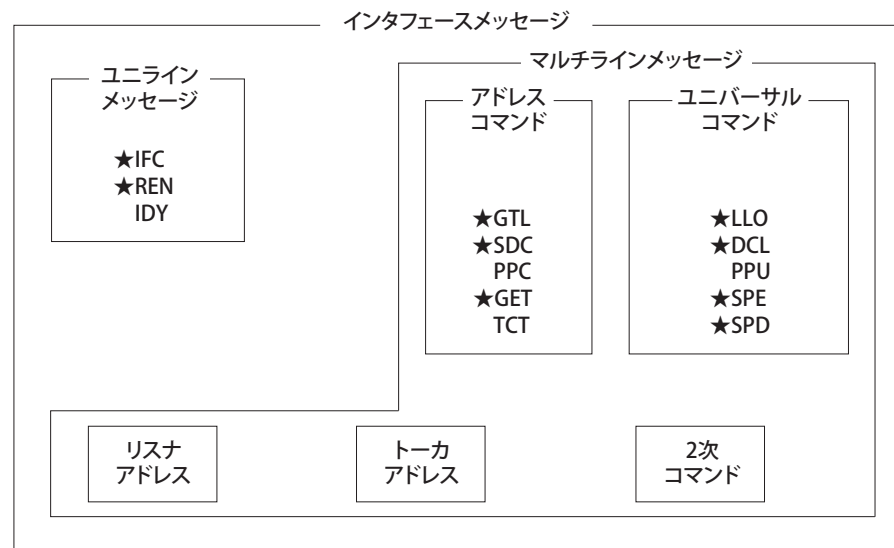 インタフェースメッセージ
マルチラインメッセージ
ユニライン
メッセージ
★IFC
★REN
IDY
アドレス
コマンド
★GTL
★SDC
PPC
★GET
TCT
ユニバーサル
コマンド
★LLO
★DCL
PPU
★SPE
★SPD
リスナ
アドレス
トーカ
アドレス
2次
コマンド